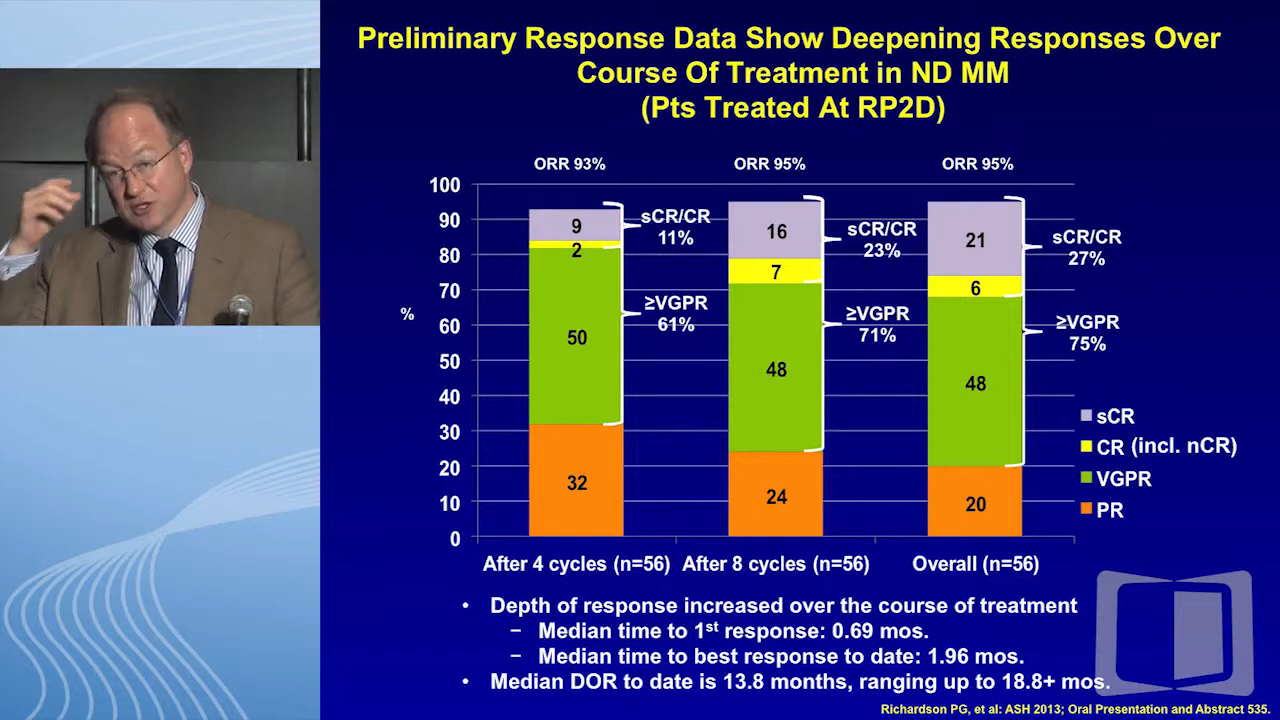 Preliminary Response Data Show Deepening Responses Over
Course Of Treatment in ND MM
(Pts Treated At RP2D)
ORR 93%
ORR 95%
ORR 95%
%
100
90
80
70
60
50
40
30
20
10
0
9
2
50
32
sCR/CR
11%
≥VGPR
61%
16
7
48
24
sCR/CR
23%
≥VGPR
71%
21
6
48
20
sCR/CR
27%
≥VGPR
75%
sCR
CR (incl. nCR)
VGPR
PR
After 4 cycles (n=56)
After 8 cycles (n=56)
Overall (n=56)
• Depth of response increased over the course of treatment
− Median time to 1st response: 0.69 mos.
− Median time to best response to date: 1.96 mos.
• Median DOR to date is 13.8 months, ranging up to 18.8+ mos.
Richardson PG, et al: ASH 2013; Oral Presentation and Abstract 535.